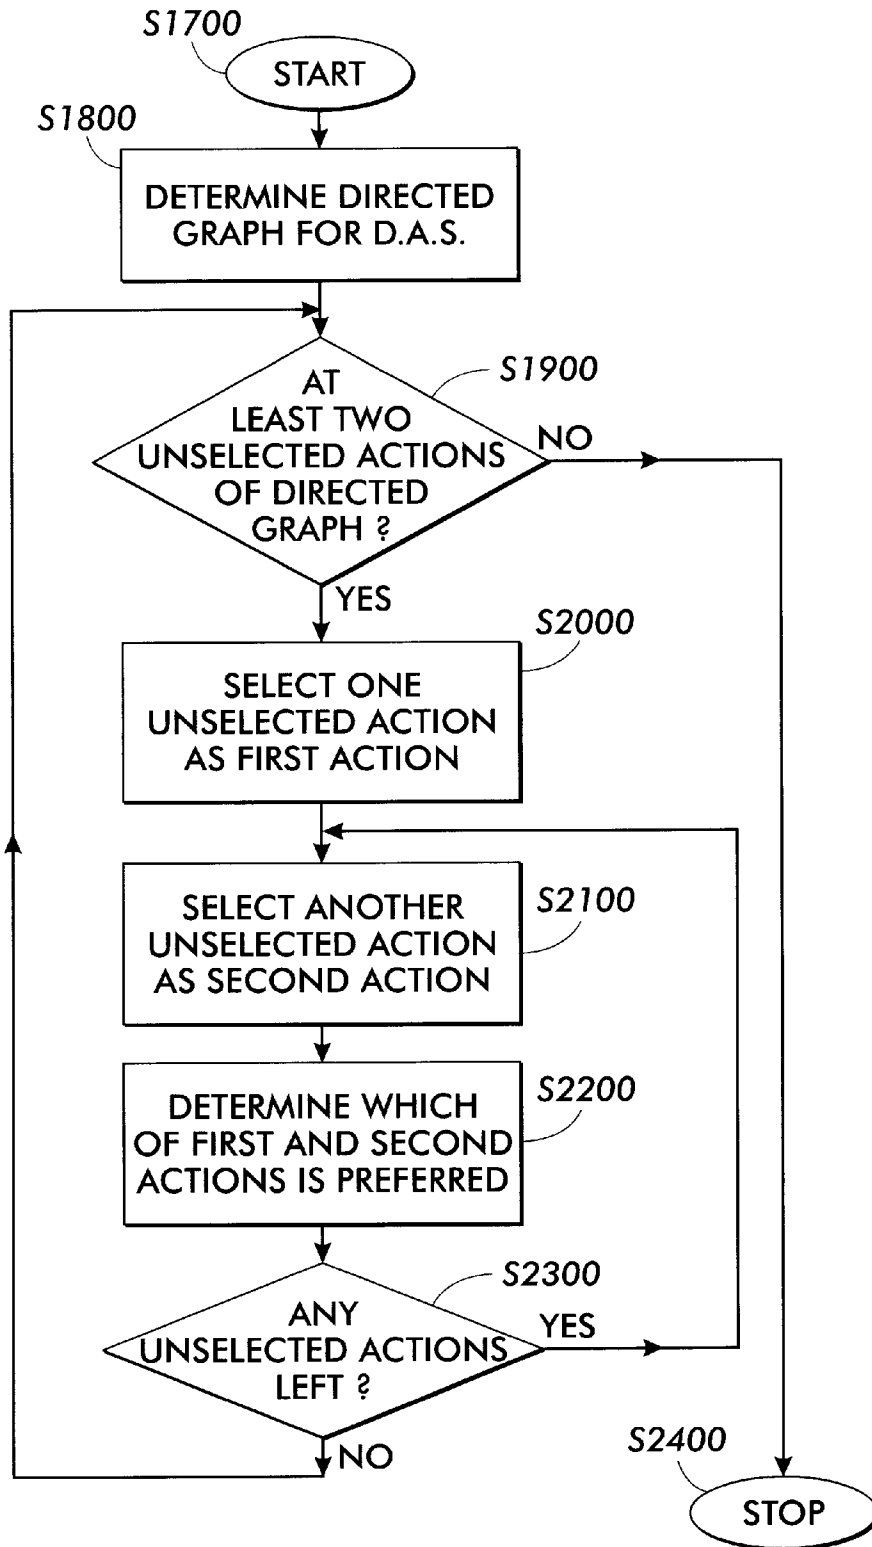 S1700
START
S1800
DETERMINE DIRECTED
GRAPH FOR D.A.S.
S1900
AT
LEAST TWO
UNSELECTED ACTIONS
OF DIRECTED
GRAPH ?
NO
YES
S2000
SELECT ONE
UNSELECTED ACTION
AS FIRST ACTION
S2100
SELECT ANOTHER
UNSELECTED ACTION
AS SECOND ACTION
S2200
DETERMINE WHICH
OF FIRST AND SECOND
ACTIONS IS PREFERRED
S2300
ANY
UNSELECTED ACTIONS
LEFT ?
YES
NO
S2400
STOP